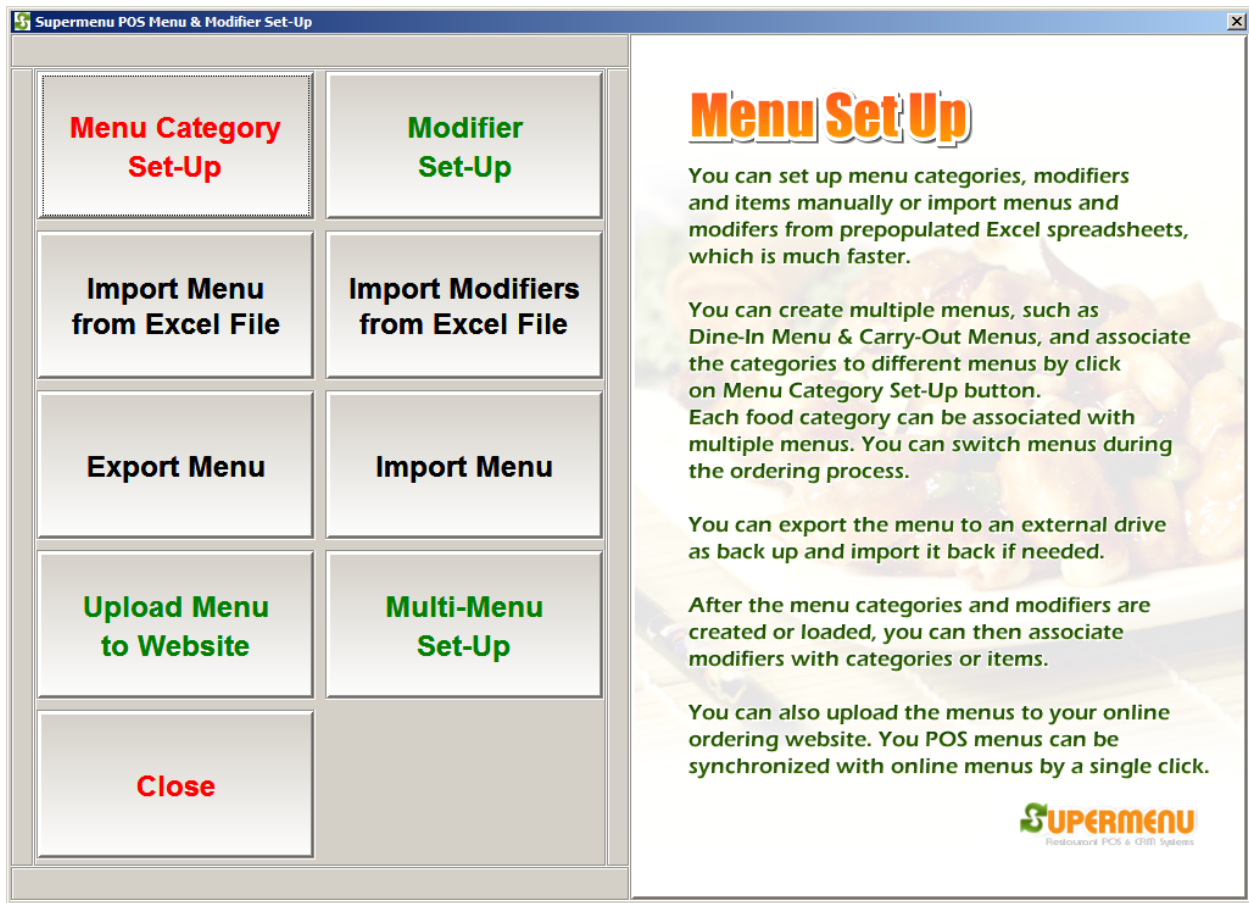 Supermenu POS Menu & Modifier Set-Up
Menu Category
Set-Up
Modifier
Set-Up
Import Menu
from Excel File
Import Modifiers
from Excel File
Export Menu
Import Menu
Upload Menu
to Website
Multi-Menu
Set-Up
Close
Menu Set Up
You can set up menu categories, modifiers
and items manually or import menus and
modifers from prepopulated Excel spreadsheets,
which is much faster.
You can create multiple menus, such as
Dine-In Menu & Carry-Out Menus, and associate
the categories to different menus by click
on Menu Category Set-Up button.
Each food category can be associated with
multiple menus. You can switch menus during
the ordering process.
You can export the menu to an external drive
as back up and import it back if needed.
After the menu categories and modifiers are
created or loaded, you can then associate
modifiers with categories or items.
You can also upload the menus to your online
ordering website. You POS menus can be
synchronized with online menus by a single click.
SUPERMENU
Restaurant POS & CRM Systems